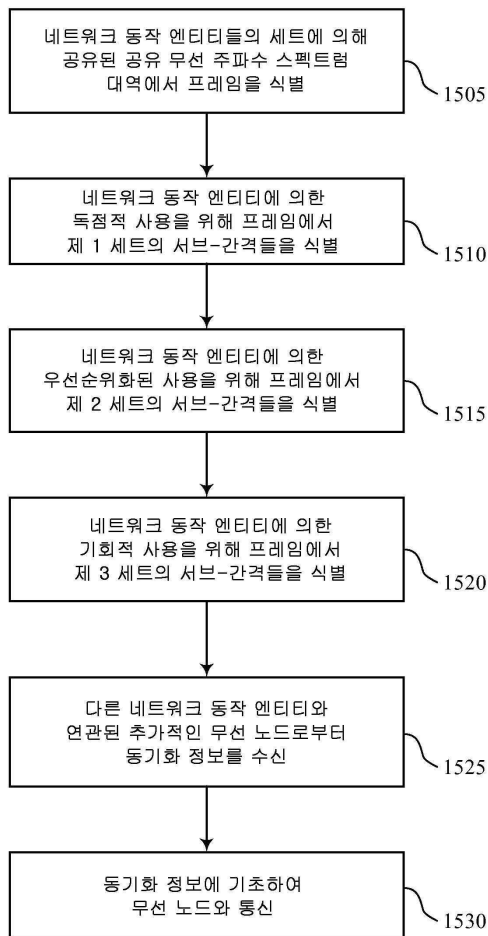 네트워크 동작 엔티티들의 세트에 의해
공유된 공유 무선 주파수 스펙트럼
대역에서 프레임을 식별
1505
네트워크 동작 엔티티에 의한
독점적 사용을 위해 프레임에서
제 1 세트의 서브-간격들을 식별
1510
네트워크 동작 엔티티에 의한
우선순위화된 사용을 위해 프레임에서
제 2 세트의 서브-간격들을 식별
1515
네트워크 동작 엔티티에 의한
기회적 사용을 위해 프레임에서
제 3 세트의 서브-간격들을 식별
1520
다른 네트워크 동작 엔티티와
연관된 추가적인 무선 노드로부터
동기화 정보를 수신
1525
동기화 정보에 기초하여
무선 노드와 통신
1530